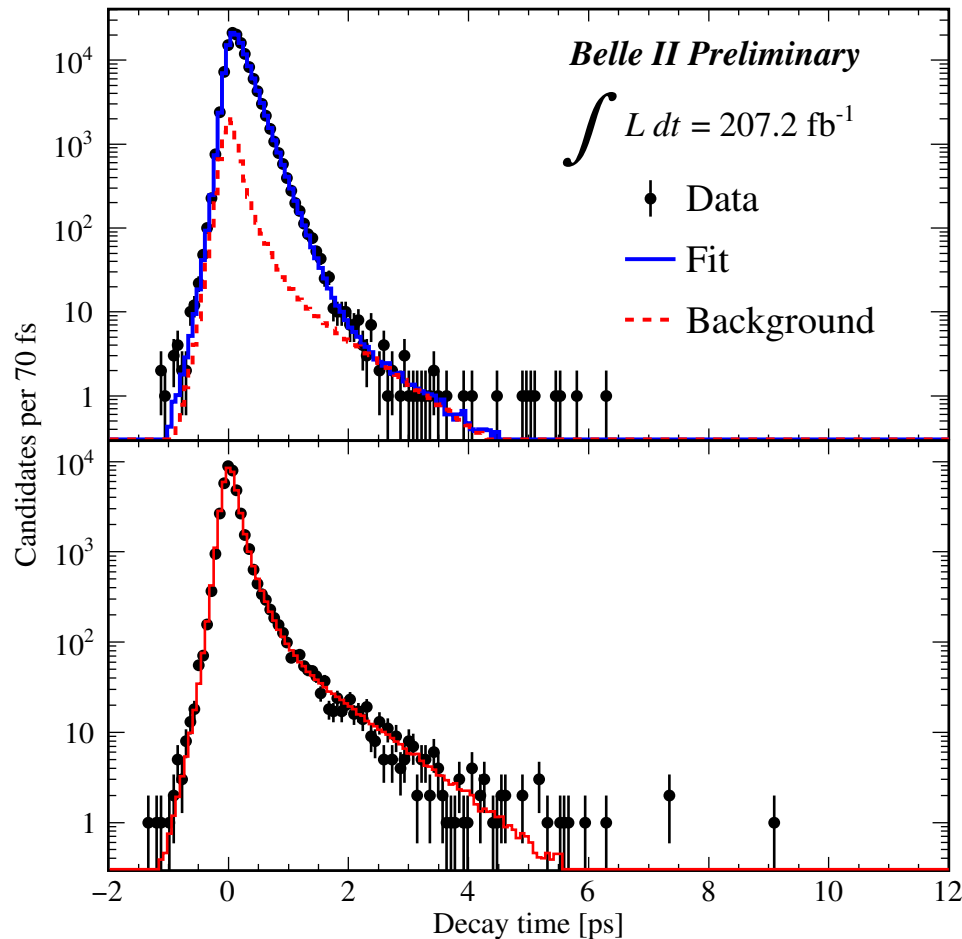 Belle II Preliminary
∫ L dt = 207.2 fb⁻¹
Data
Fit
Background
Candidates per 70 fs
10⁴
10³
10²
10
1
10⁴
10³
10²
10
1
−2 0 2 4 6 8 10 12
Decay time [ps]